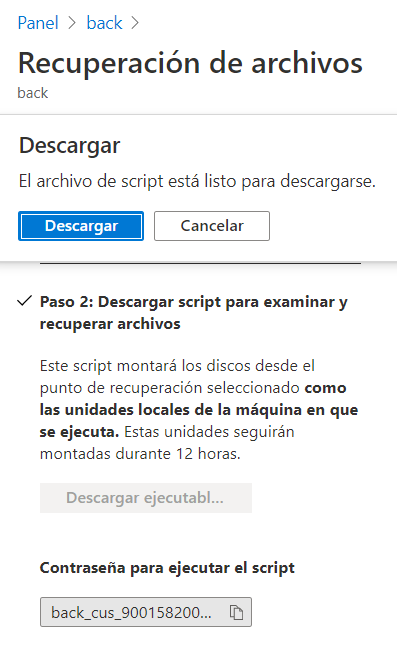 Panel > back >
Recuperación de archivos
back
Descargar
El archivo de script está listo para descargarse.
Descargar Cancelar
Paso 2: Descargar script para examinar y
recuperar archivos
Este script montará los discos desde el
punto de recuperación seleccionado como
las unidades locales de la máquina en que
se ejecuta. Estas unidades seguirán
montadas durante 12 horas.
Descargar ejecutabl...
Contraseña para ejecutar el script
back_cus_900158200...